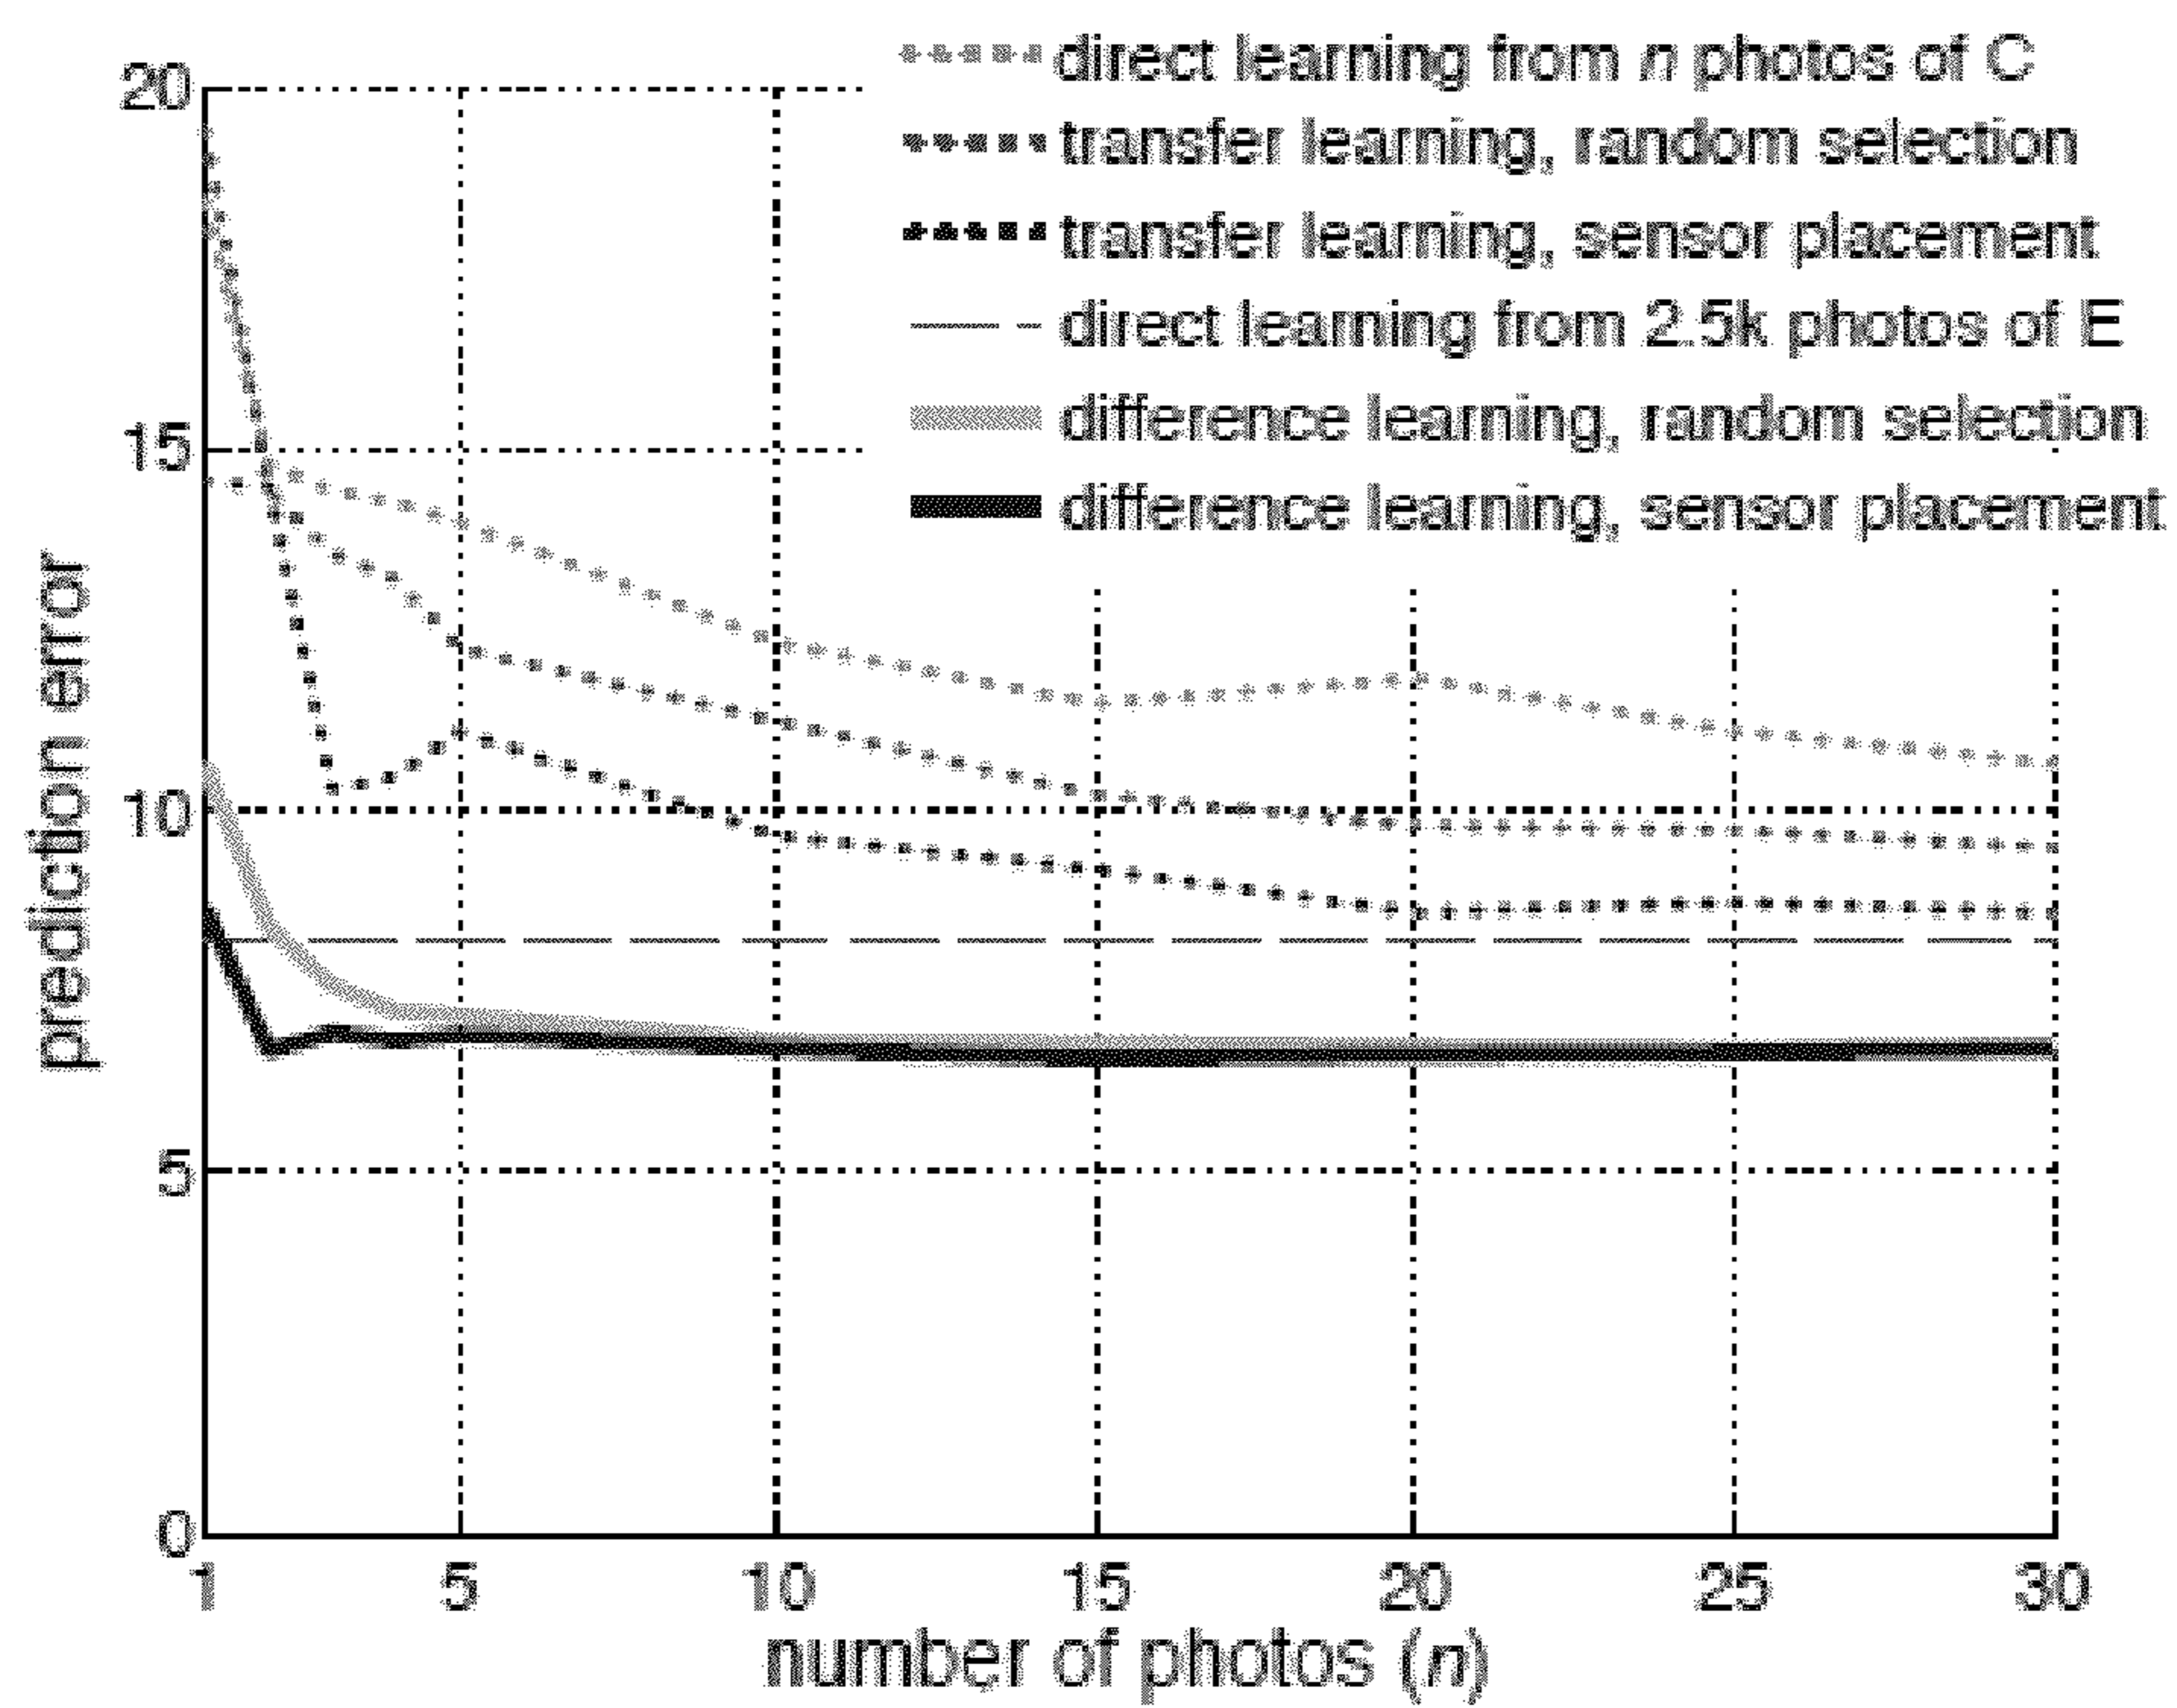 direct learning from n photos of C
transfer learning, random selection
transfer learning, sensor placement
direct learning from 2.5k photos of E
difference learning, random selection
difference learning, sensor placement
20
15
10
5
0
prediction error
1 5 10 15 20 25 30
number of photos (n)